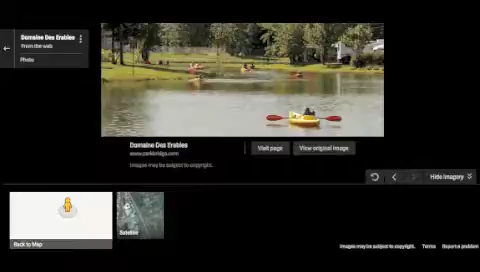 Domaine Des Erables
From the web
Photo
Domaine Des Erables
www.parkbridge.com
Images may be subject to copyright.
Visit page
View original image
Hide imagery
Back to Map
Satellite
Images may be subject to copyright.
Terms
Report a problem